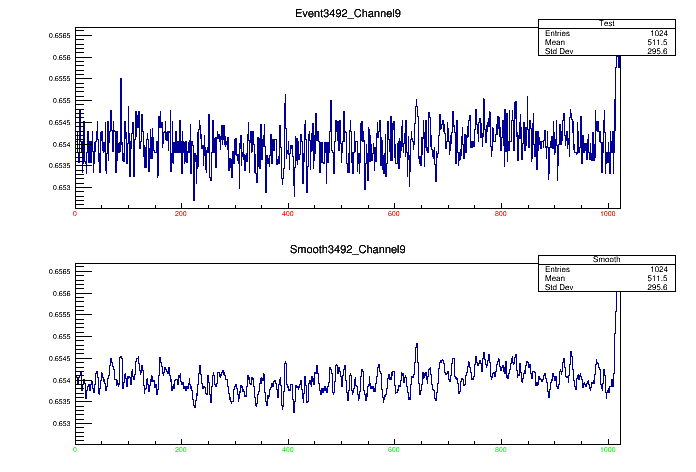 Event3492_Channel9
Test
Entries 1024
Mean 511.5
Std Dev 295.6
0.6565
0.656
0.6555
0.655
0.6545
0.654
0.6535
0.653
0 200 400 600 800 1000
Smooth3492_Channel9
Smooth
Entries 1024
Mean 511.5
Std Dev 295.6
0.6565
0.656
0.6555
0.655
0.6545
0.654
0.6535
0.653
0 200 400 600 800 1000